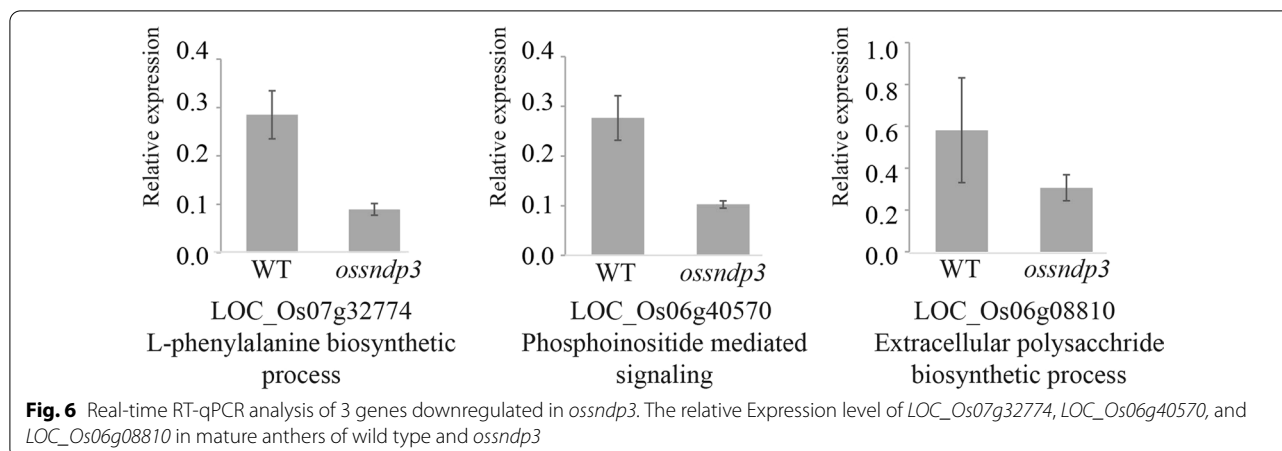 Relative expression
0.4
0.3
0.2
0.1
0.0
WT ossndp3
LOC_Os07g32774
L-phenylalanine biosynthetic
process
Relative expression
0.4
0.3
0.2
0.1
0.0
WT ossndp3
LOC_Os06g40570
Phosphoinositide mediated
signaling
Relative expression
1.0
0.8
0.6
0.4
0.2
0.0
WT ossndp3
LOC_Os06g08810
Extracellular polysacchride
biosynthetic process
Fig. 6 Real-time RT-qPCR analysis of 3 genes downregulated in ossndp3. The relative Expression level of LOC_Os07g32774, LOC_Os06g40570, and
LOC_Os06g08810 in mature anthers of wild type and ossndp3